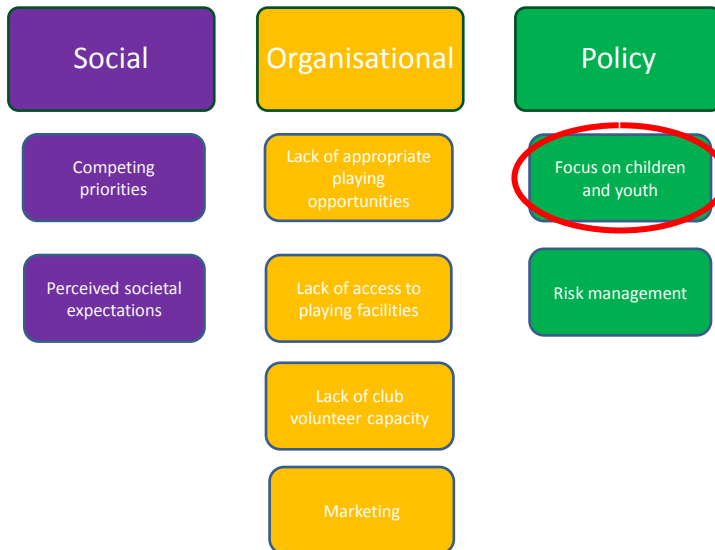 Social
Organisational
Policy
Competing
priorities
Lack of appropriate
playing
opportunities
Focus on children
and youth
Perceived societal
expectations
Lack of access to
playing facilities
Risk management
Lack of club
volunteer capacity
Marketing